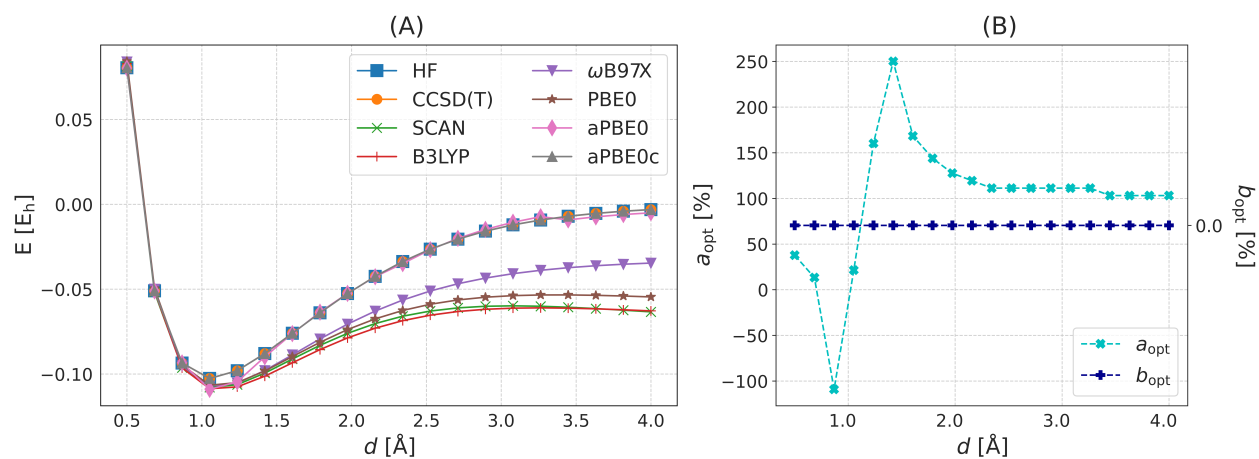 (A)
E [E_h]
0.05
0.00
−0.05
−0.10
0.5 1.0 1.5 2.0 2.5 3.0 3.5 4.0
d [Å]
HF
CCSD(T)
SCAN
B3LYP
ωB97X
PBE0
aPBE0
aPBE0c
(B)
a_opt [%]
250
200
150
100
50
0
−50
−100
1.0 2.0 3.0 4.0
d [Å]
0.0
b_opt [%]
a_opt
b_opt